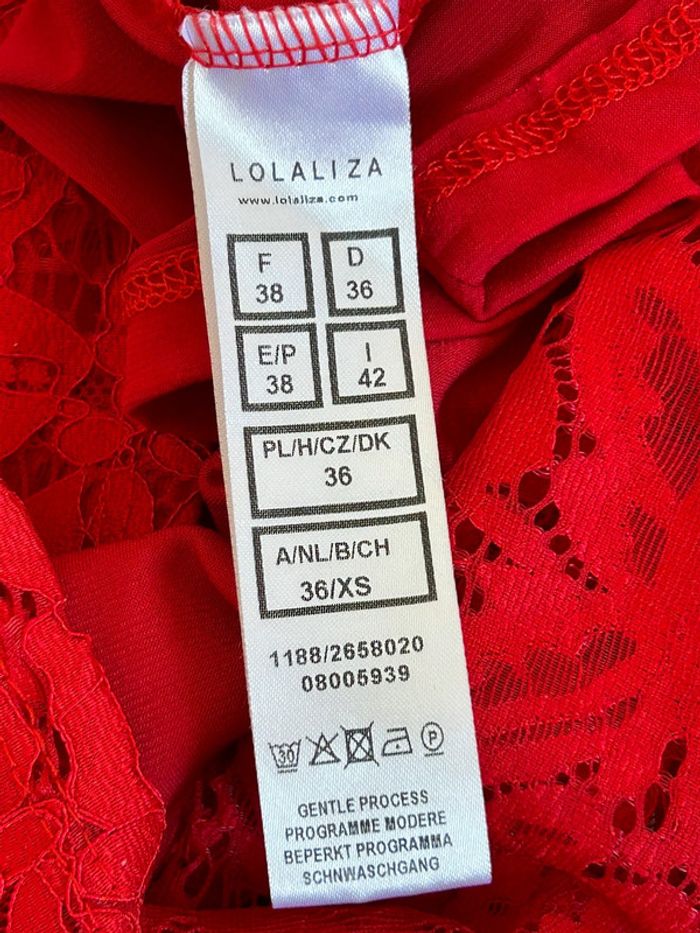 LOLALIZA
www.lolaliza.com
F
38
D
36
E/P
38
I
42
PL/H/CZ/DK
36
A/NL/B/CH
36/XS
1188/2658020
08005939
30
P
GENTLE PROCESS
PROGRAMME MODERE
BEPERKT PROGRAMMA
SCHNWASCHGANG